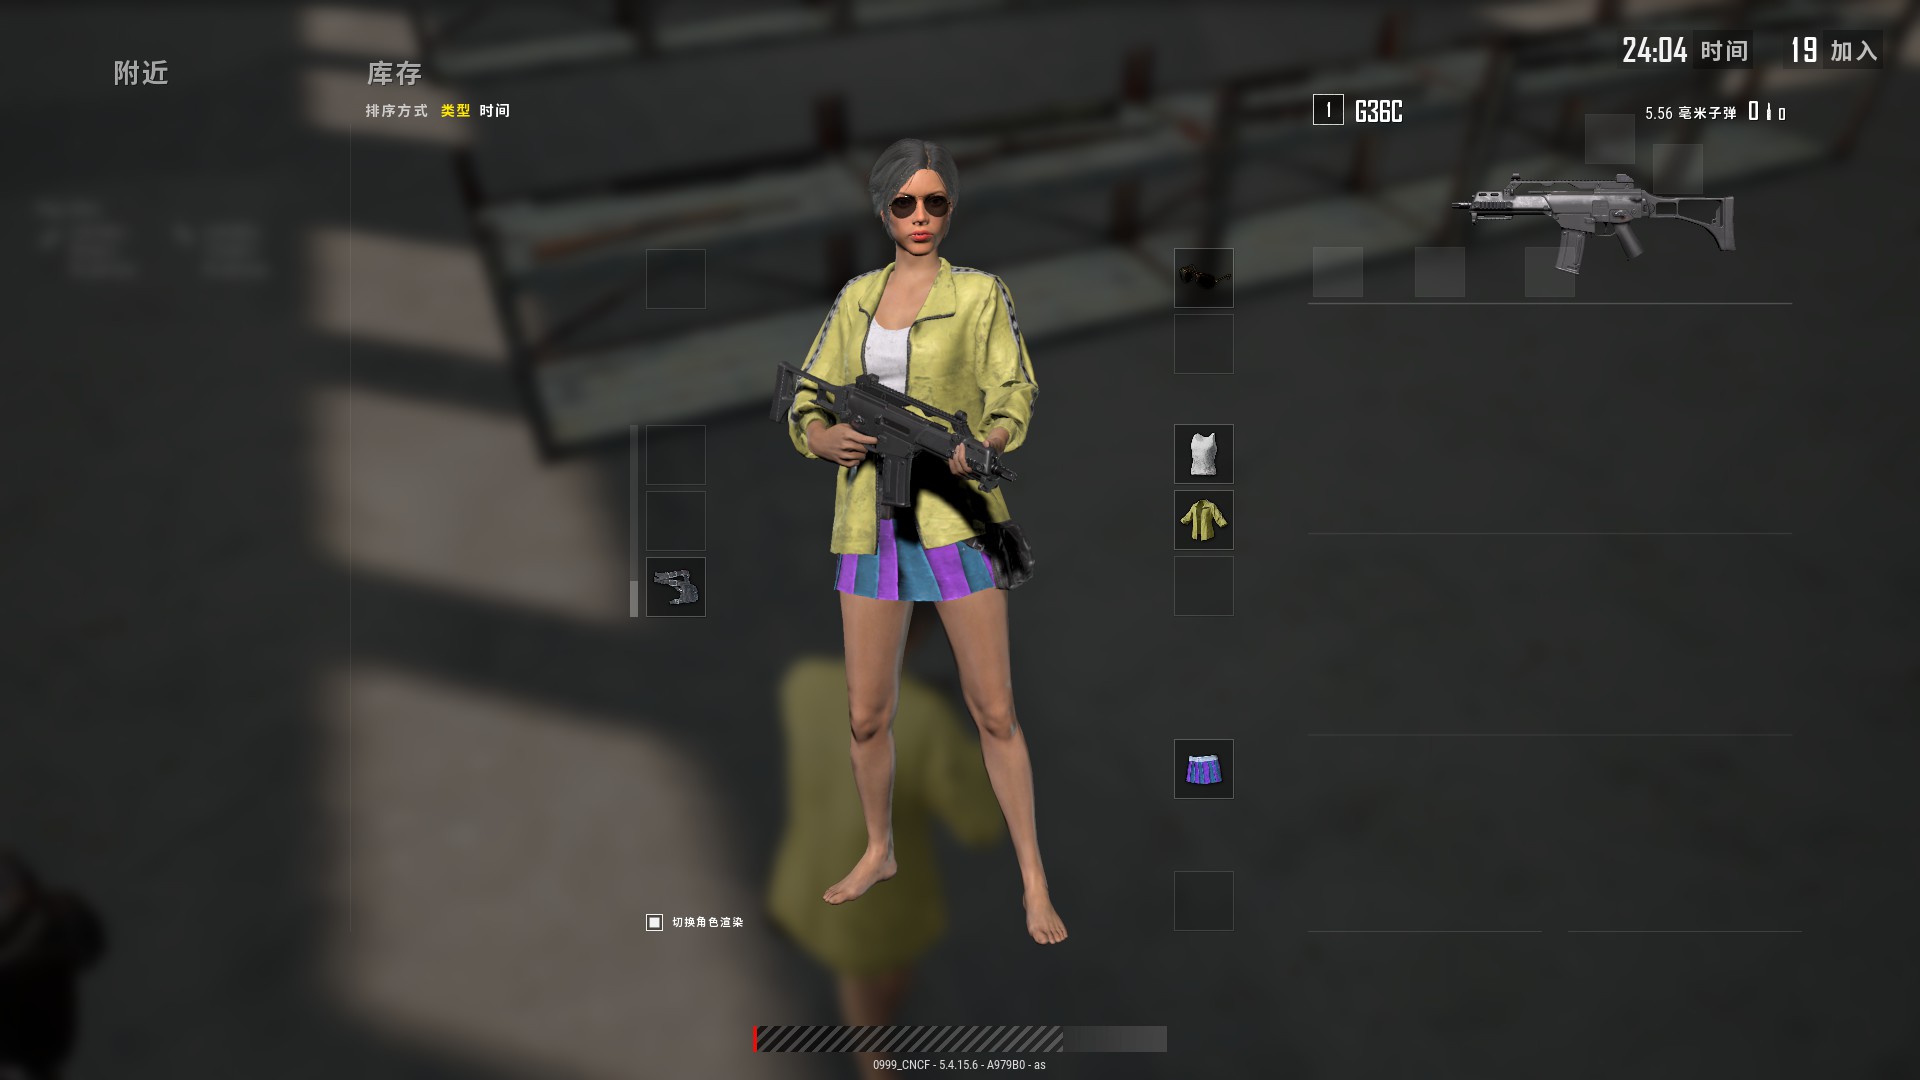 附近
库存
排序方式 类型 时间
24:04 时间 19 加入
1 G36C
5.56 毫米子弹 0 0
切换角色渲染
0999_CNCF - 5.4.15.6 - A979B0 - as